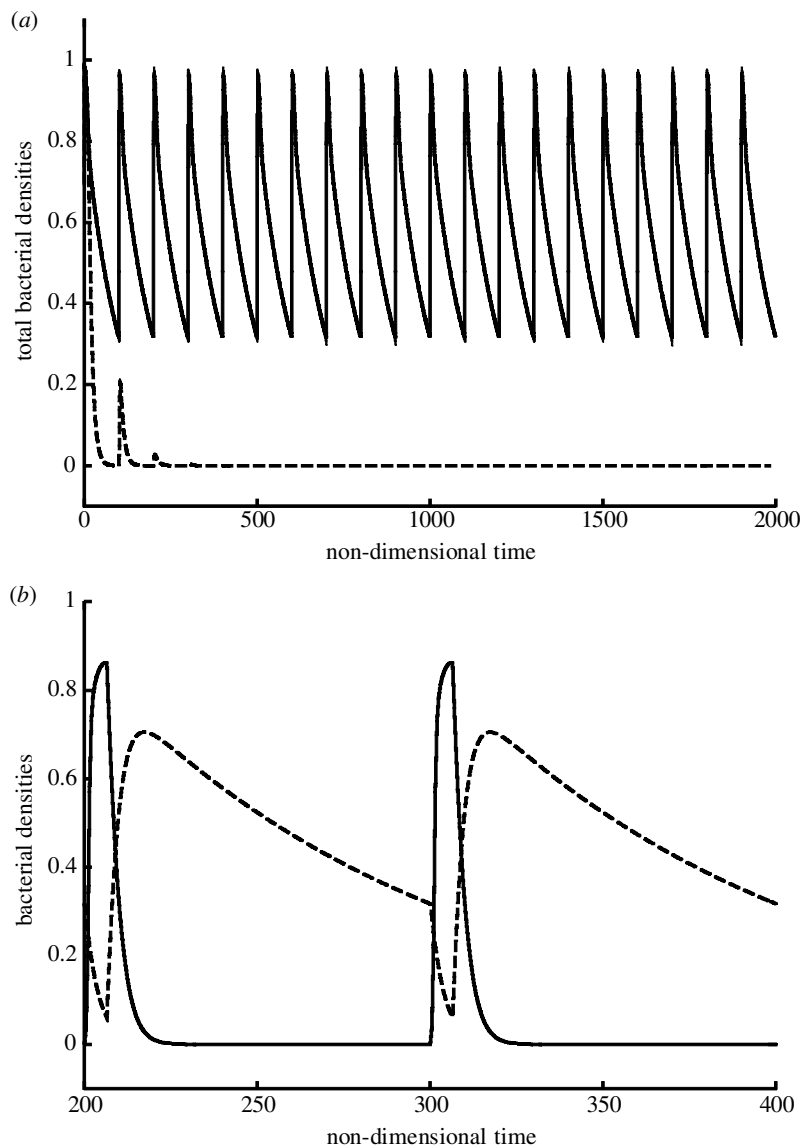 (a)
1
0.8
0.6
0.4
0.2
0
total bacterial densities
0 500 1000 1500 2000
non-dimensional time
(b)
1
0.8
0.6
0.4
0.2
0
bacterial densities
200 250 300 350 400
non-dimensional time